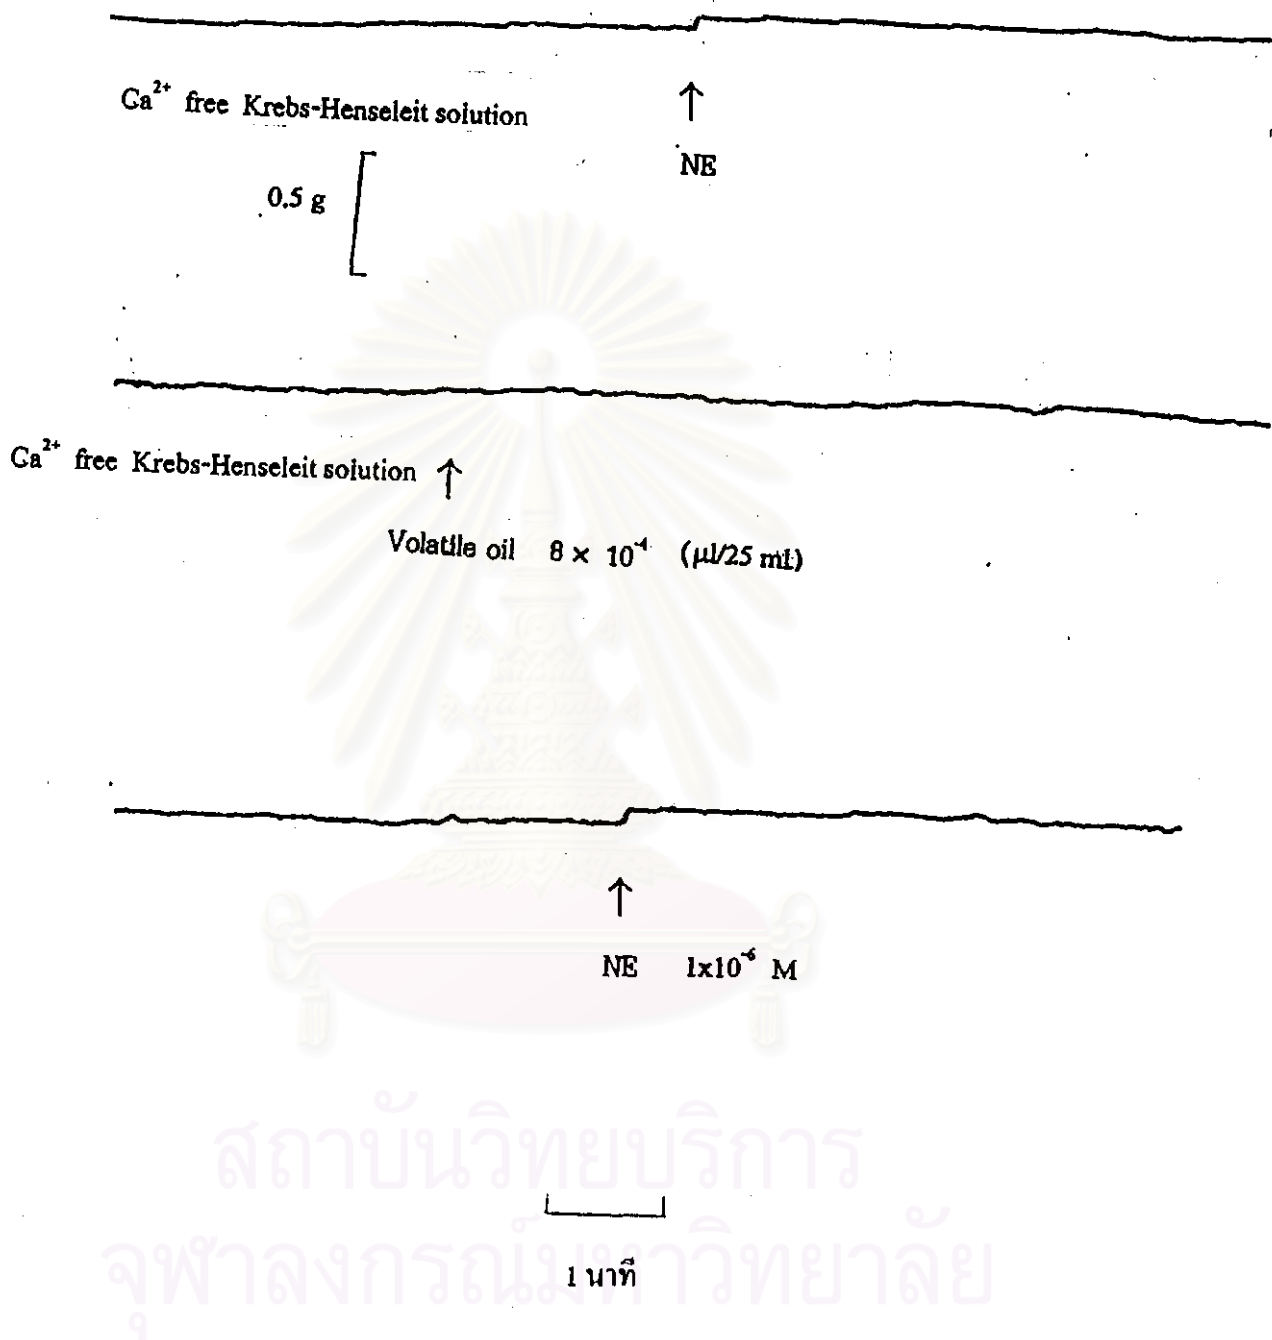 Ca²⁺ free Krebs-Henseleit solution
↑
NE
0.5 g
Ca²⁺ free Krebs-Henseleit solution ↑
Volatile oil 8 × 10⁻⁴ (µl/25 ml)
↑
NE 1x10⁻⁶ M
สถาบันวิทยบริการ
จุฬาลงกรณ์มหาวิทยาลัย
1 นาที